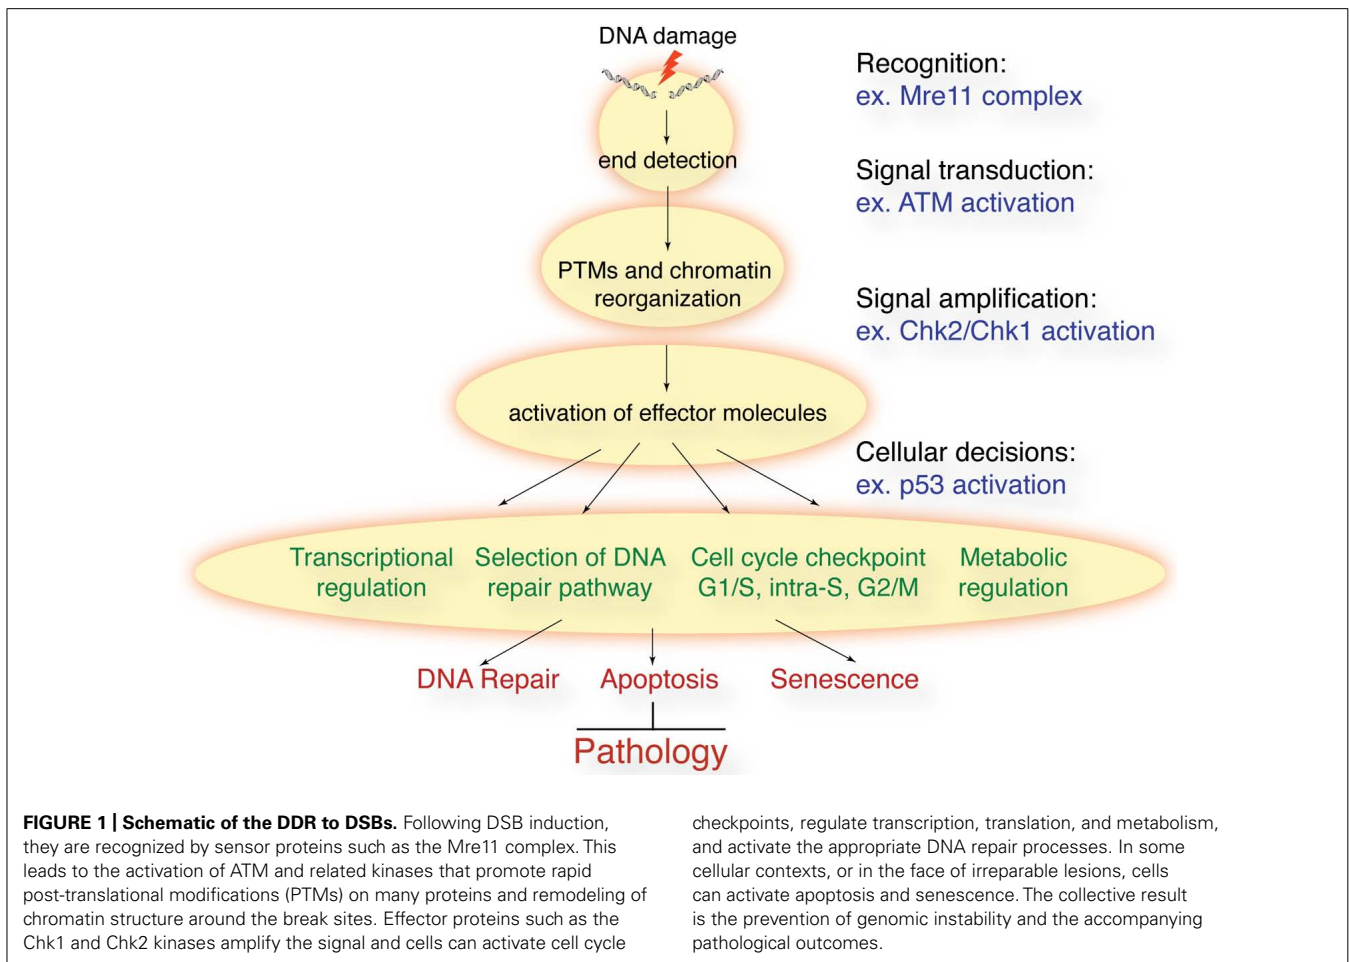 DNA damage
end detection
PTMs and chromatin
reorganization
activation of effector molecules
Recognition:
ex. Mre11 complex
Signal transduction:
ex. ATM activation
Signal amplification:
ex. Chk2/Chk1 activation
Cellular decisions:
ex. p53 activation
Transcriptional
regulation
Selection of DNA
repair pathway
Cell cycle checkpoint
G1/S, intra-S, G2/M
Metabolic
regulation
DNA Repair
Apoptosis
Senescence
Pathology
FIGURE 1 | Schematic of the DDR to DSBs. Following DSB induction,
they are recognized by sensor proteins such as the Mre11 complex. This
leads to the activation of ATM and related kinases that promote rapid
post-translational modifications (PTMs) on many proteins and remodeling of
chromatin structure around the break sites. Effector proteins such as the
Chk1 and Chk2 kinases amplify the signal and cells can activate cell cycle
checkpoints, regulate transcription, translation, and metabolism,
and activate the appropriate DNA repair processes. In some
cellular contexts, or in the face of irreparable lesions, cells
can activate apoptosis and senescence. The collective result
is the prevention of genomic instability and the accompanying
pathological outcomes.